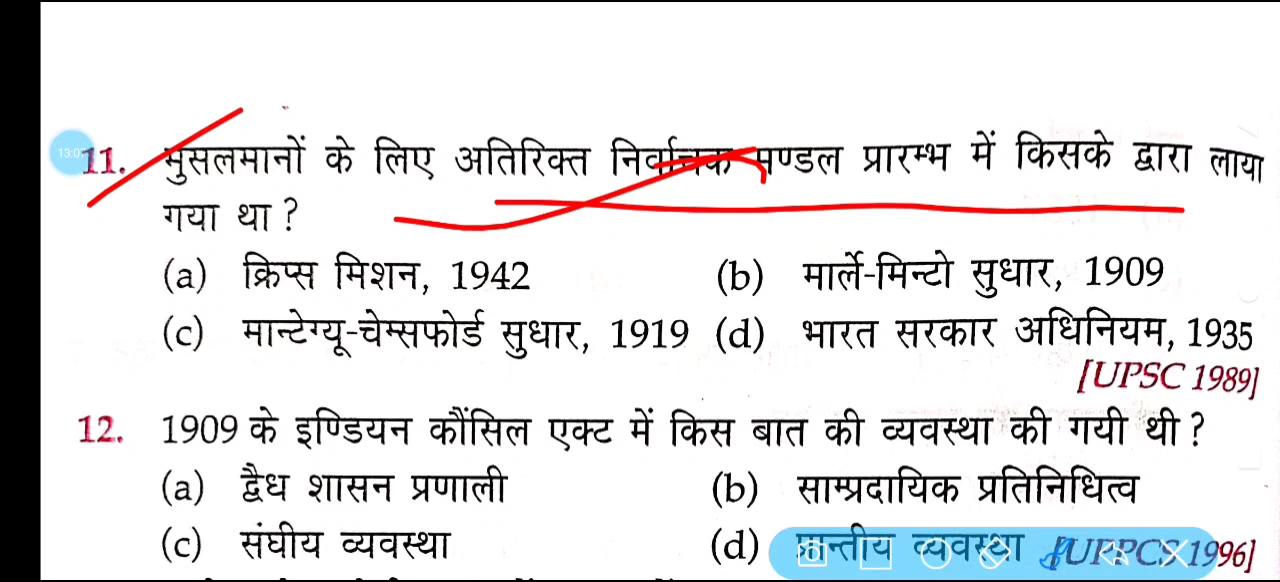 11. मुसलमानों के लिए अतिरिक्त निर्वाचक मण्डल प्रारम्भ में किसके द्वारा लाया
गया था ?
(a) क्रिप्स मिशन, 1942 (b) मार्ले-मिन्टो सुधार, 1909
(c) मान्टेग्यू-चेम्सफोर्ड सुधार, 1919 (d) भारत सरकार अधिनियम, 1935
[UPSC 1989]
12. 1909 के इण्डियन कौंसिल एक्ट में किस बात की व्यवस्था की गयी थी ?
(a) द्वैध शासन प्रणाली (b) साम्प्रदायिक प्रतिनिधित्व
(c) संघीय व्यवस्था (d) प्रान्तीय व्यवस्था [UPPCS 1996]